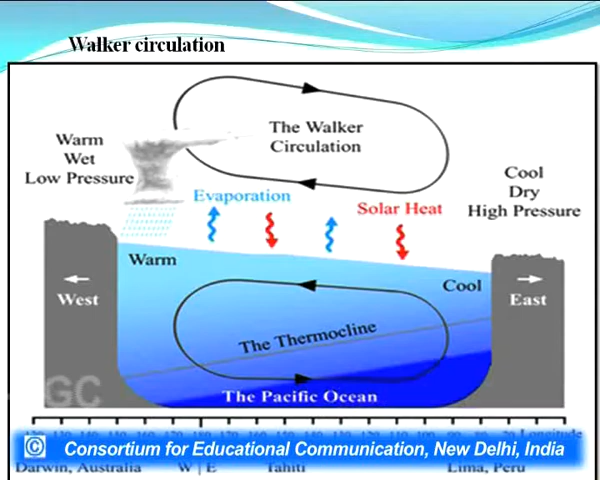 Walker circulation
The Walker
Circulation
Warm
Wet
Low Pressure
Cool
Dry
High Pressure
Evaporation
Solar Heat
Warm
Cool
West
East
The Thermocline
The Pacific Ocean
GC
Longitude
© Consortium for Educational Communication, New Delhi, India
Darwin, Australia
W | E
Tahiti
Lima, Peru